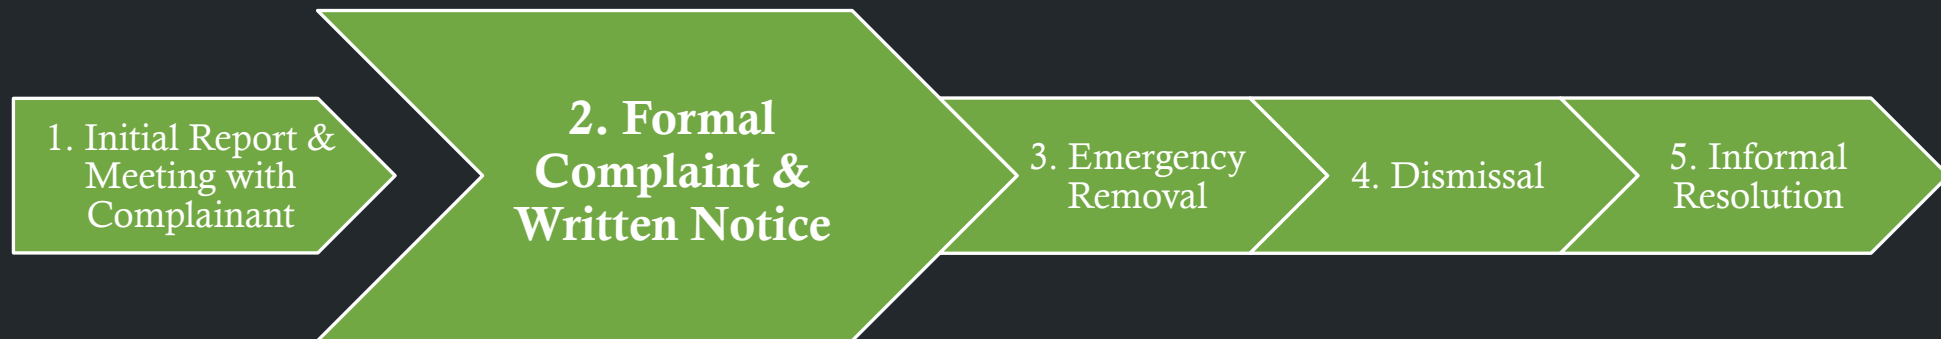 1. Initial Report &
Meeting with
Complainant
2. Formal
Complaint &
Written Notice
3. Emergency
Removal
4. Dismissal
5. Informal
Resolution